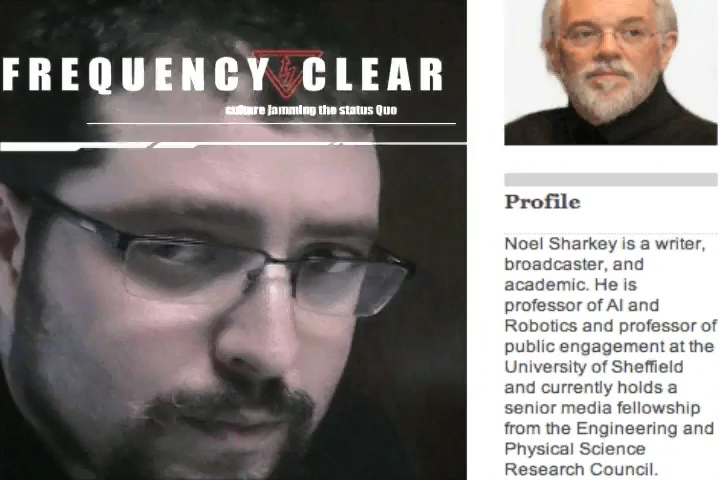 FREQUENCY CLEAR
culture jamming the status Quo
Profile
Noel Sharkey is a writer,
broadcaster, and
academic. He is
professor of AI and
Robotics and professor of
public engagement at the
University of Sheffield
and currently holds a
senior media fellowship
from the Engineering and
Physical Science
Research Council.